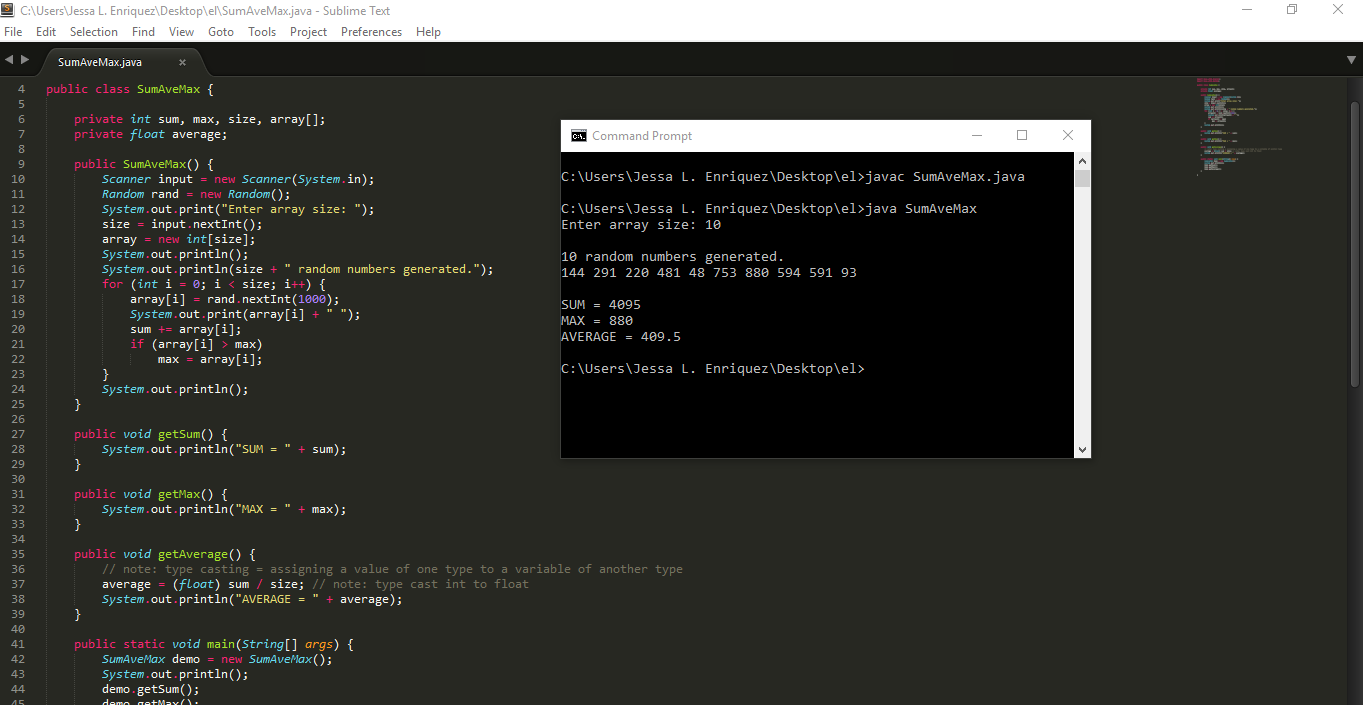 C:\Users\Jessa L. Enriquez\Desktop\el\SumAveMax.java - Sublime Text
File Edit Selection Find View Goto Tools Project Preferences Help
SumAveMax.java ×
4 public class SumAveMax {
5
6 private int sum, max, size, array[];
7 private float average;
8
9 public SumAveMax() {
10 Scanner input = new Scanner(System.in);
11 Random rand = new Random();
12 System.out.print("Enter array size: ");
13 size = input.nextInt();
14 array = new int[size];
15 System.out.println();
16 System.out.println(size + " random numbers generated.");
17 for (int i = 0; i < size; i++) {
18 array[i] = rand.nextInt(1000);
19 System.out.print(array[i] + " ");
20 sum += array[i];
21 if (array[i] > max)
22 max = array[i];
23 }
24 System.out.println();
25 }
26
27 public void getSum() {
28 System.out.println("SUM = " + sum);
29 }
30
31 public void getMax() {
32 System.out.println("MAX = " + max);
33 }
34
35 public void getAverage() {
36 // note: type casting = assigning a value of one type to a variable of another type
37 average = (float) sum / size; // note: type cast int to float
38 System.out.println("AVERAGE = " + average);
39 }
40
41 public static void main(String[] args) {
42 SumAveMax demo = new SumAveMax();
43 System.out.println();
44 demo.getSum();
45 demo.getMax();
Command Prompt
C:\Users\Jessa L. Enriquez\Desktop\el>javac SumAveMax.java
C:\Users\Jessa L. Enriquez\Desktop\el>java SumAveMax
Enter array size: 10
10 random numbers generated.
144 291 220 481 48 753 880 594 591 93
SUM = 4095
MAX = 880
AVERAGE = 409.5
C:\Users\Jessa L. Enriquez\Desktop\el>